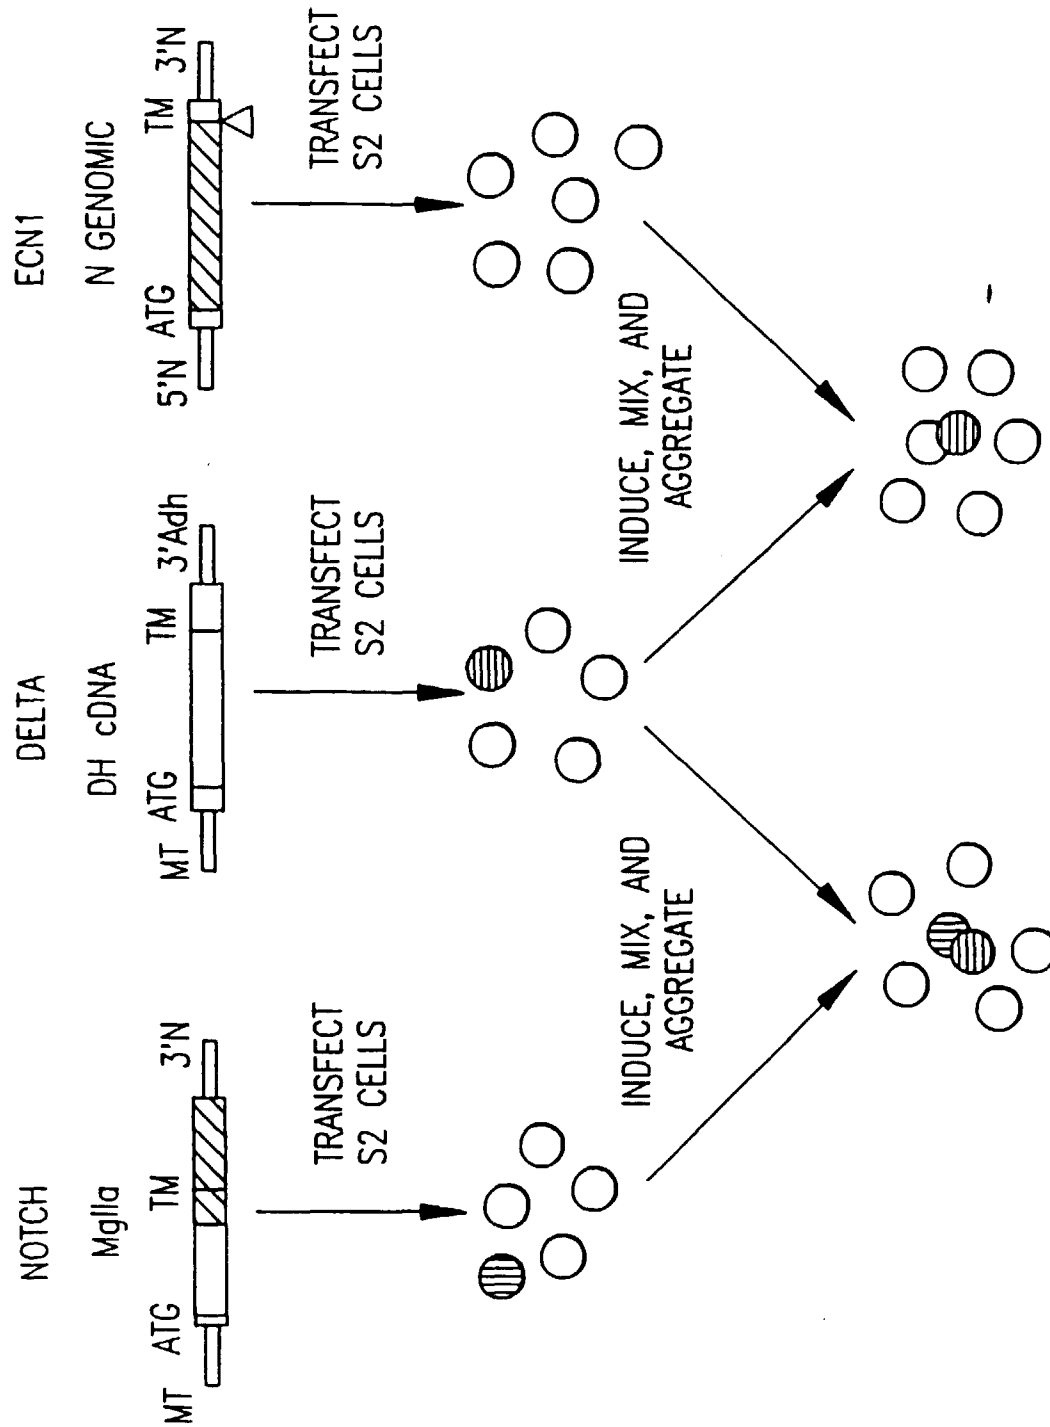 NOTCH
MgIIa
MT ATG TM 3'N
TRANSFECT
S2 CELLS
DELTA
DH cDNA
MT ATG TM 3'Adh
TRANSFECT
S2 CELLS
ECN1
N GENOMIC
5'N ATG TM 3'N
TRANSFECT
S2 CELLS
INDUCE, MIX, AND
AGGREGATE
INDUCE, MIX, AND
AGGREGATE